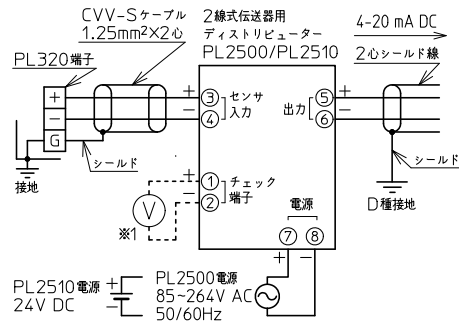 CVV-Sケーブル
1.25mm²×2心
2線式伝送器用
ディストリビューター
PL2500/PL2510
4-20 mA DC
2心シールド線
PL320端子
+
−
G
シールド
接地
+
−
③
④
センサ
入力
出力
⑤
⑥
+
−
シールド
D種接地
+
−
①
②
チェック
端子
V
※1
電源
⑦
⑧
+
−
PL2510電源
24V DC
+
−
PL2500電源
85~264V AC
50/60Hz